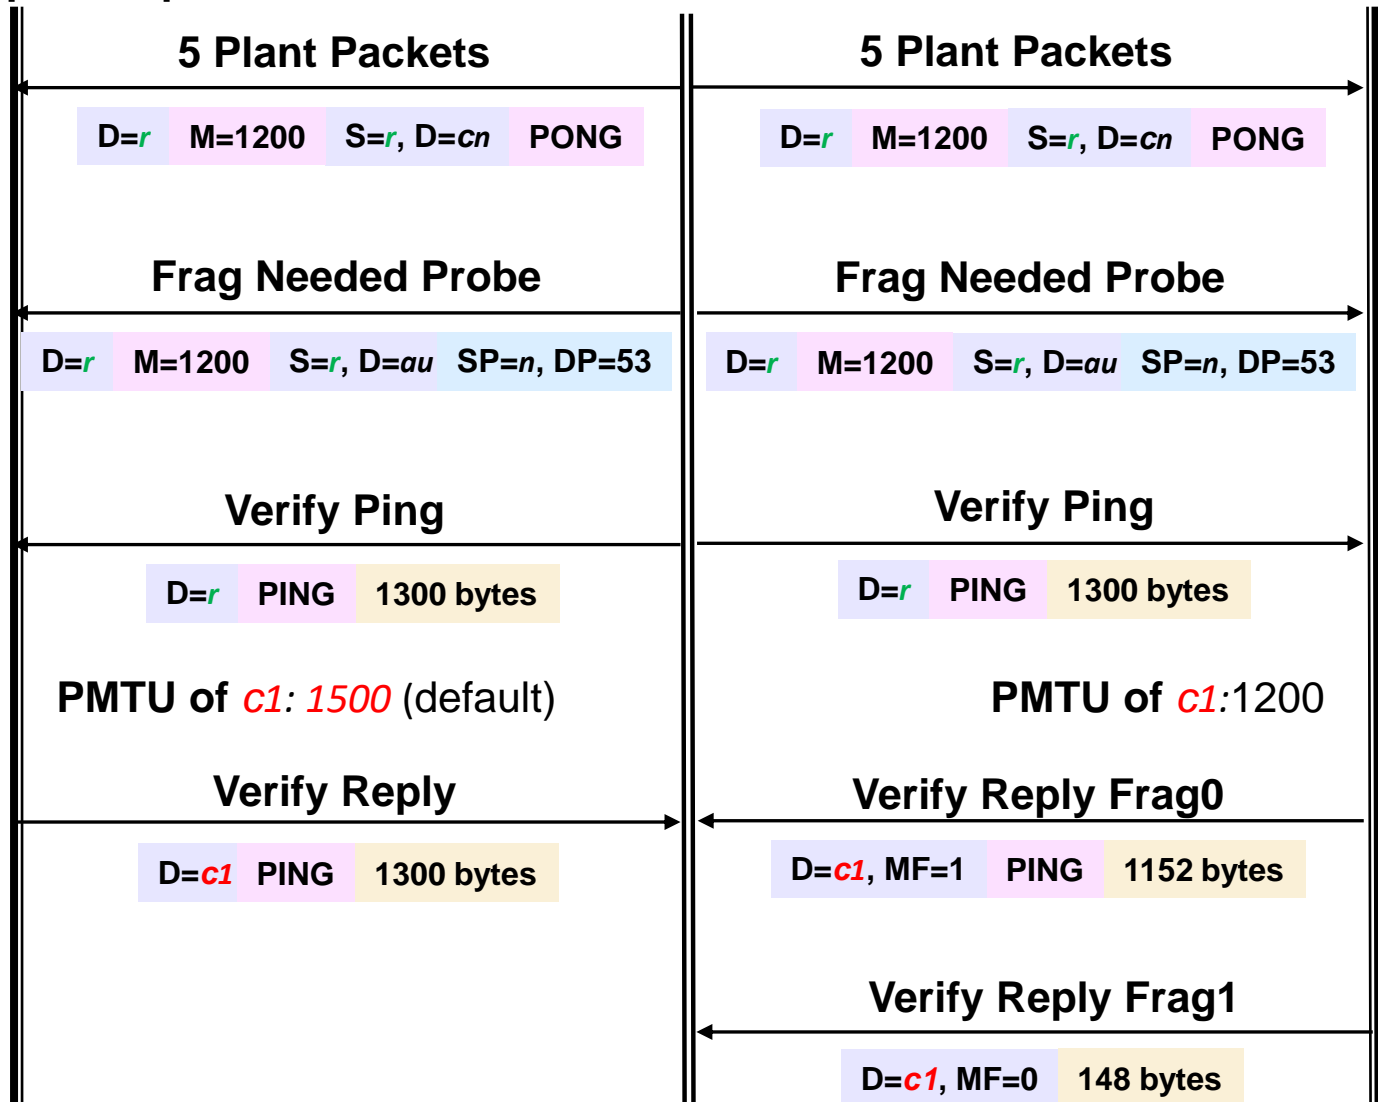 5 Plant Packets
5 Plant Packets
D=r M=1200 S=r, D=cn PONG
D=r M=1200 S=r, D=cn PONG
Frag Needed Probe
Frag Needed Probe
D=r M=1200 S=r, D=au SP=n, DP=53
D=r M=1200 S=r, D=au SP=n, DP=53
Verify Ping
Verify Ping
D=r PING 1300 bytes
D=r PING 1300 bytes
PMTU of c1: 1500 (default)
PMTU of c1:1200
Verify Reply
Verify Reply Frag0
D=c1 PING 1300 bytes
D=c1, MF=1 PING 1152 bytes
Verify Reply Frag1
D=c1, MF=0 148 bytes